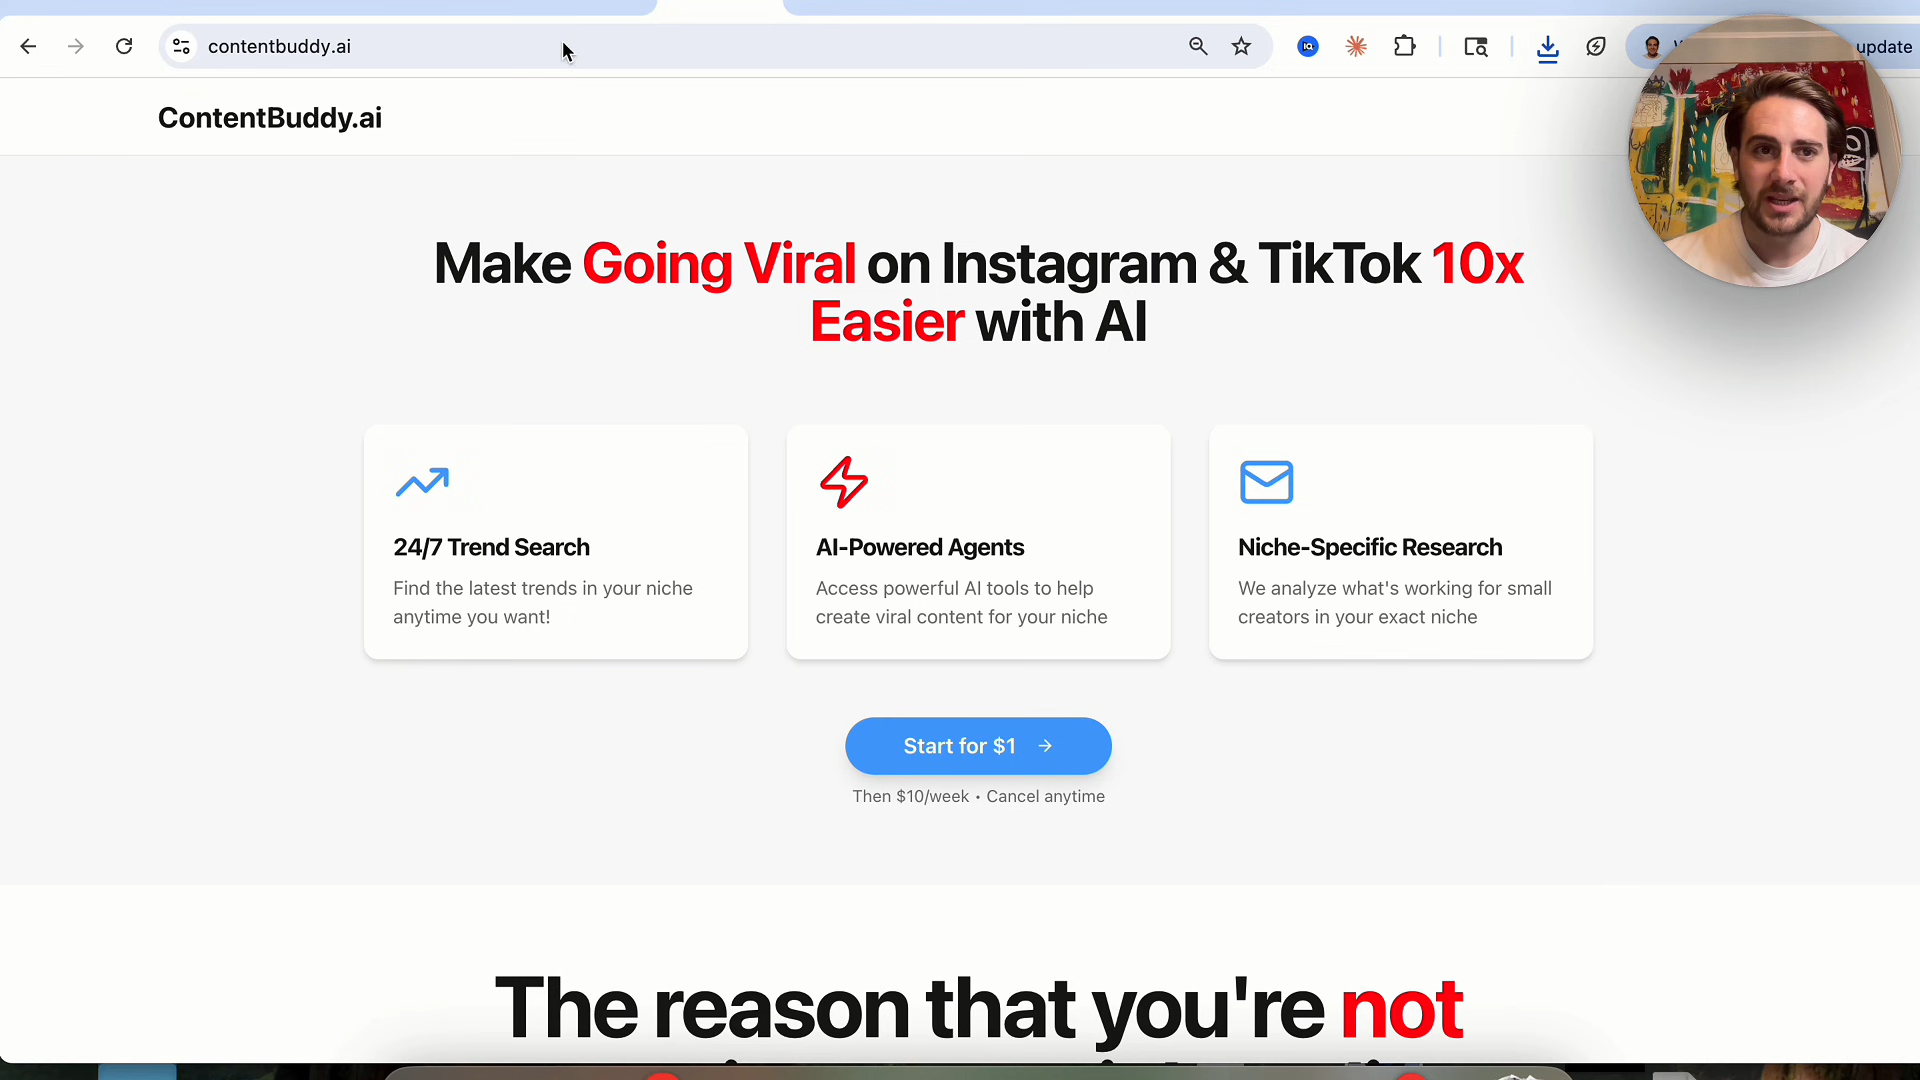 contentbuddy.ai
update
ContentBuddy.ai
Make Going Viral on Instagram & TikTok 10x
Easier with AI
24/7 Trend Search
Find the latest trends in your niche
anytime you want!
AI-Powered Agents
Access powerful AI tools to help
create viral content for your niche
Niche-Specific Research
We analyze what's working for small
creators in your exact niche
Start for $1 →
Then $10/week • Cancel anytime
The reason that you're not